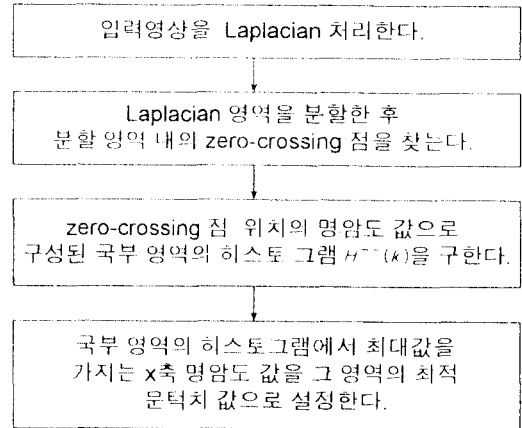 입력영상을 Laplacian 처리한다.
Laplacian 영역을 분할한 후
분할 영역 내의 zero-crossing 점을 찾는다.
zero-crossing 점 위치의 명암도 값으로
구성된 국부 영역의 히스토 그램 을 구한다.
국부 영역의 히스토그램에서 최대값을
가지는 x축 명암도 값을 그 영역의 최적
문턱치 값으로 설정한다.